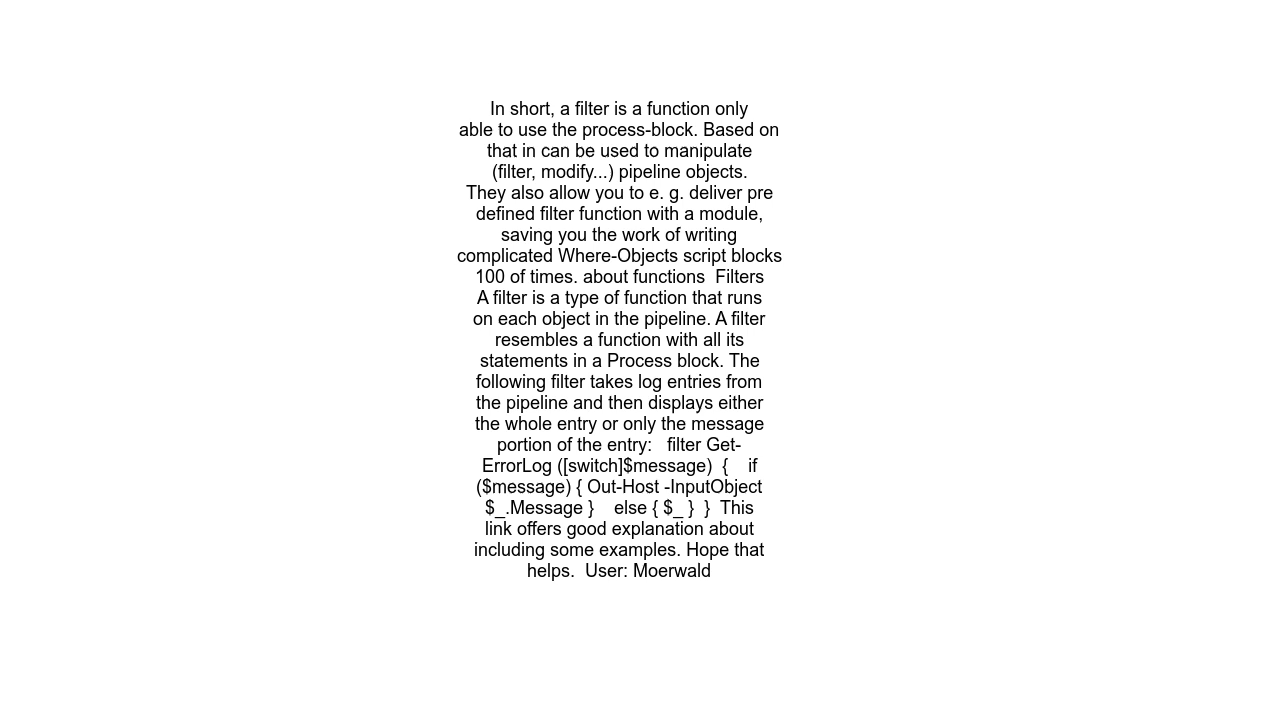 In short, a filter is a function only
able to use the process-block. Based on
that in can be used to manipulate
(filter, modify...) pipeline objects.
They also allow you to e. g. deliver pre
defined filter function with a module,
saving you the work of writing
complicated Where-Objects script blocks
100 of times. about functions  Filters
A filter is a type of function that runs
on each object in the pipeline. A filter
resembles a function with all its
statements in a Process block. The
following filter takes log entries from
the pipeline and then displays either
the whole entry or only the message
portion of the entry:   filter Get-
ErrorLog ([switch]$message)  {    if
($message) { Out-Host -InputObject
$_.Message }    else { $_ }  }  This
link offers good explanation about
including some examples. Hope that
helps.  User: Moerwald